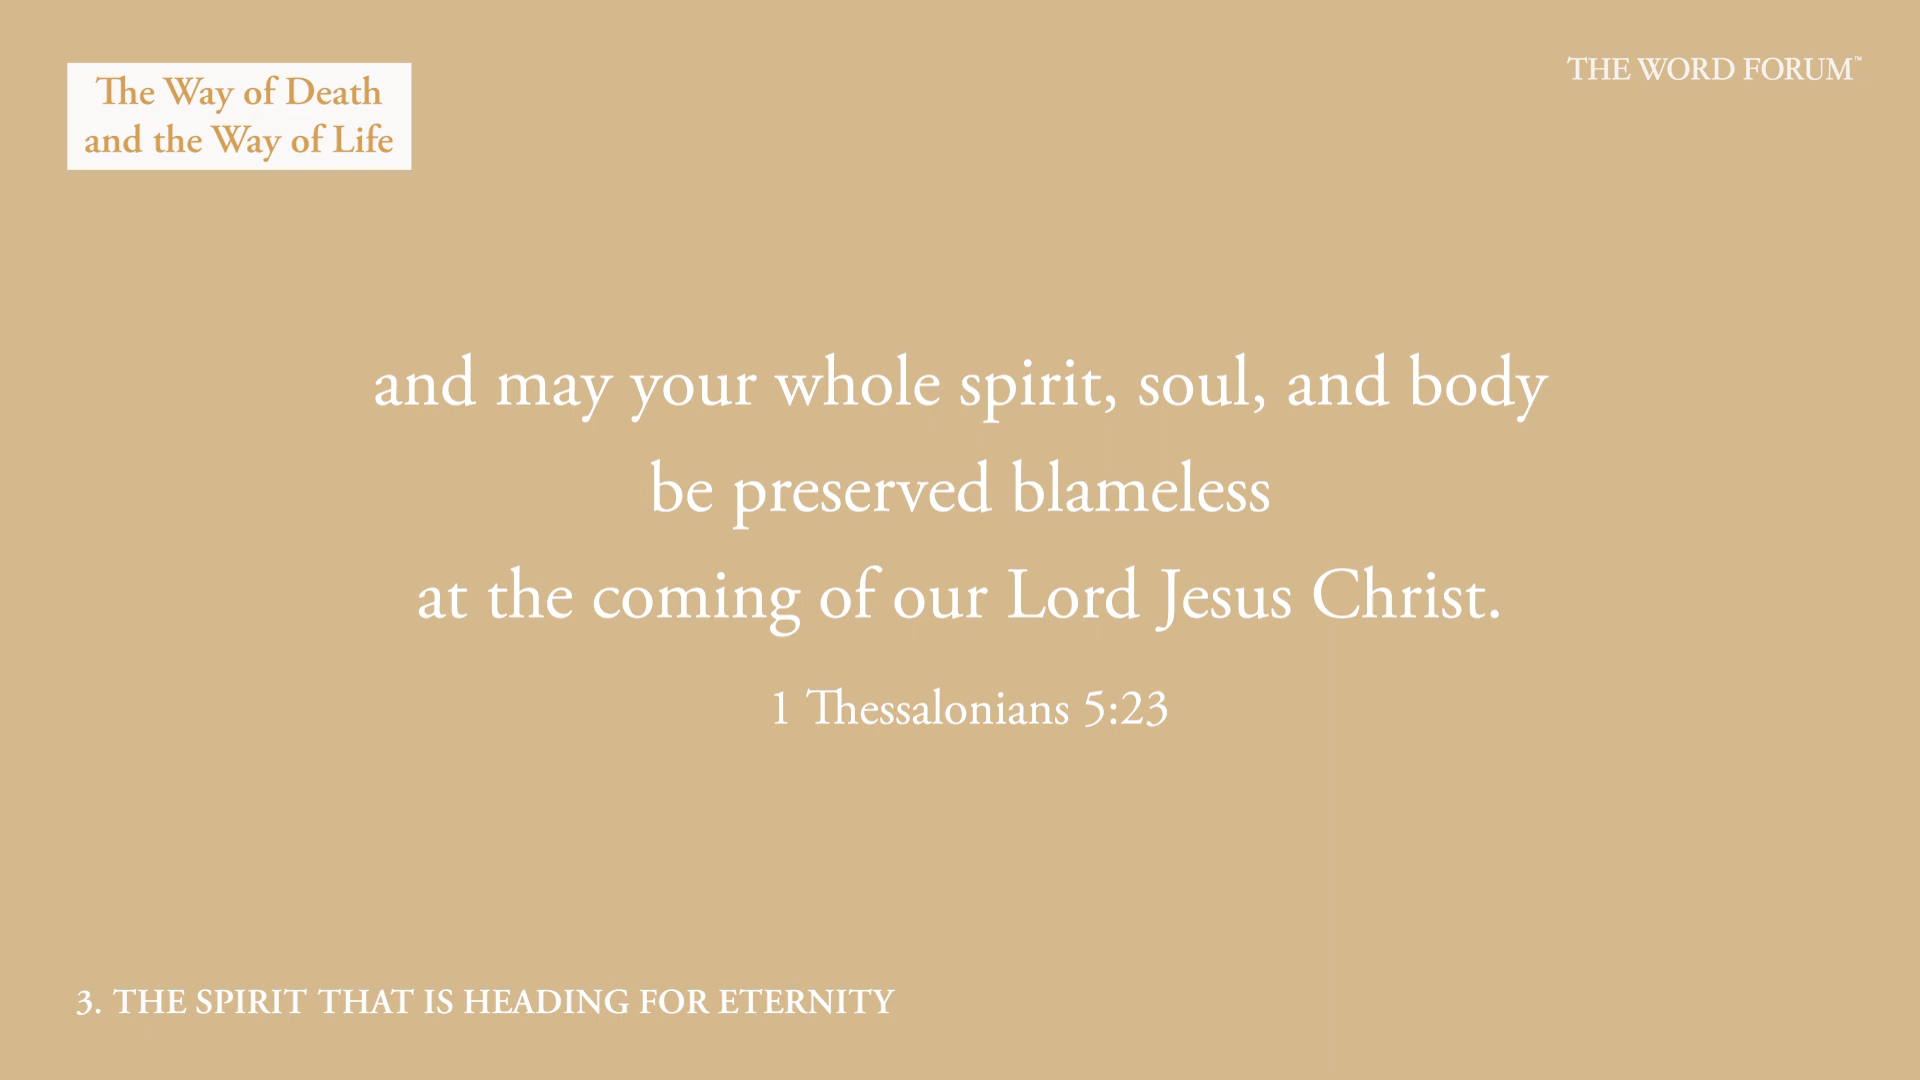 The Way of Death
and the Way of Life
THE WORD FORUM™
and may your whole spirit, soul, and body
be preserved blameless
at the coming of our Lord Jesus Christ.
1 Thessalonians 5:23
3. THE SPIRIT THAT IS HEADING FOR ETERNITY